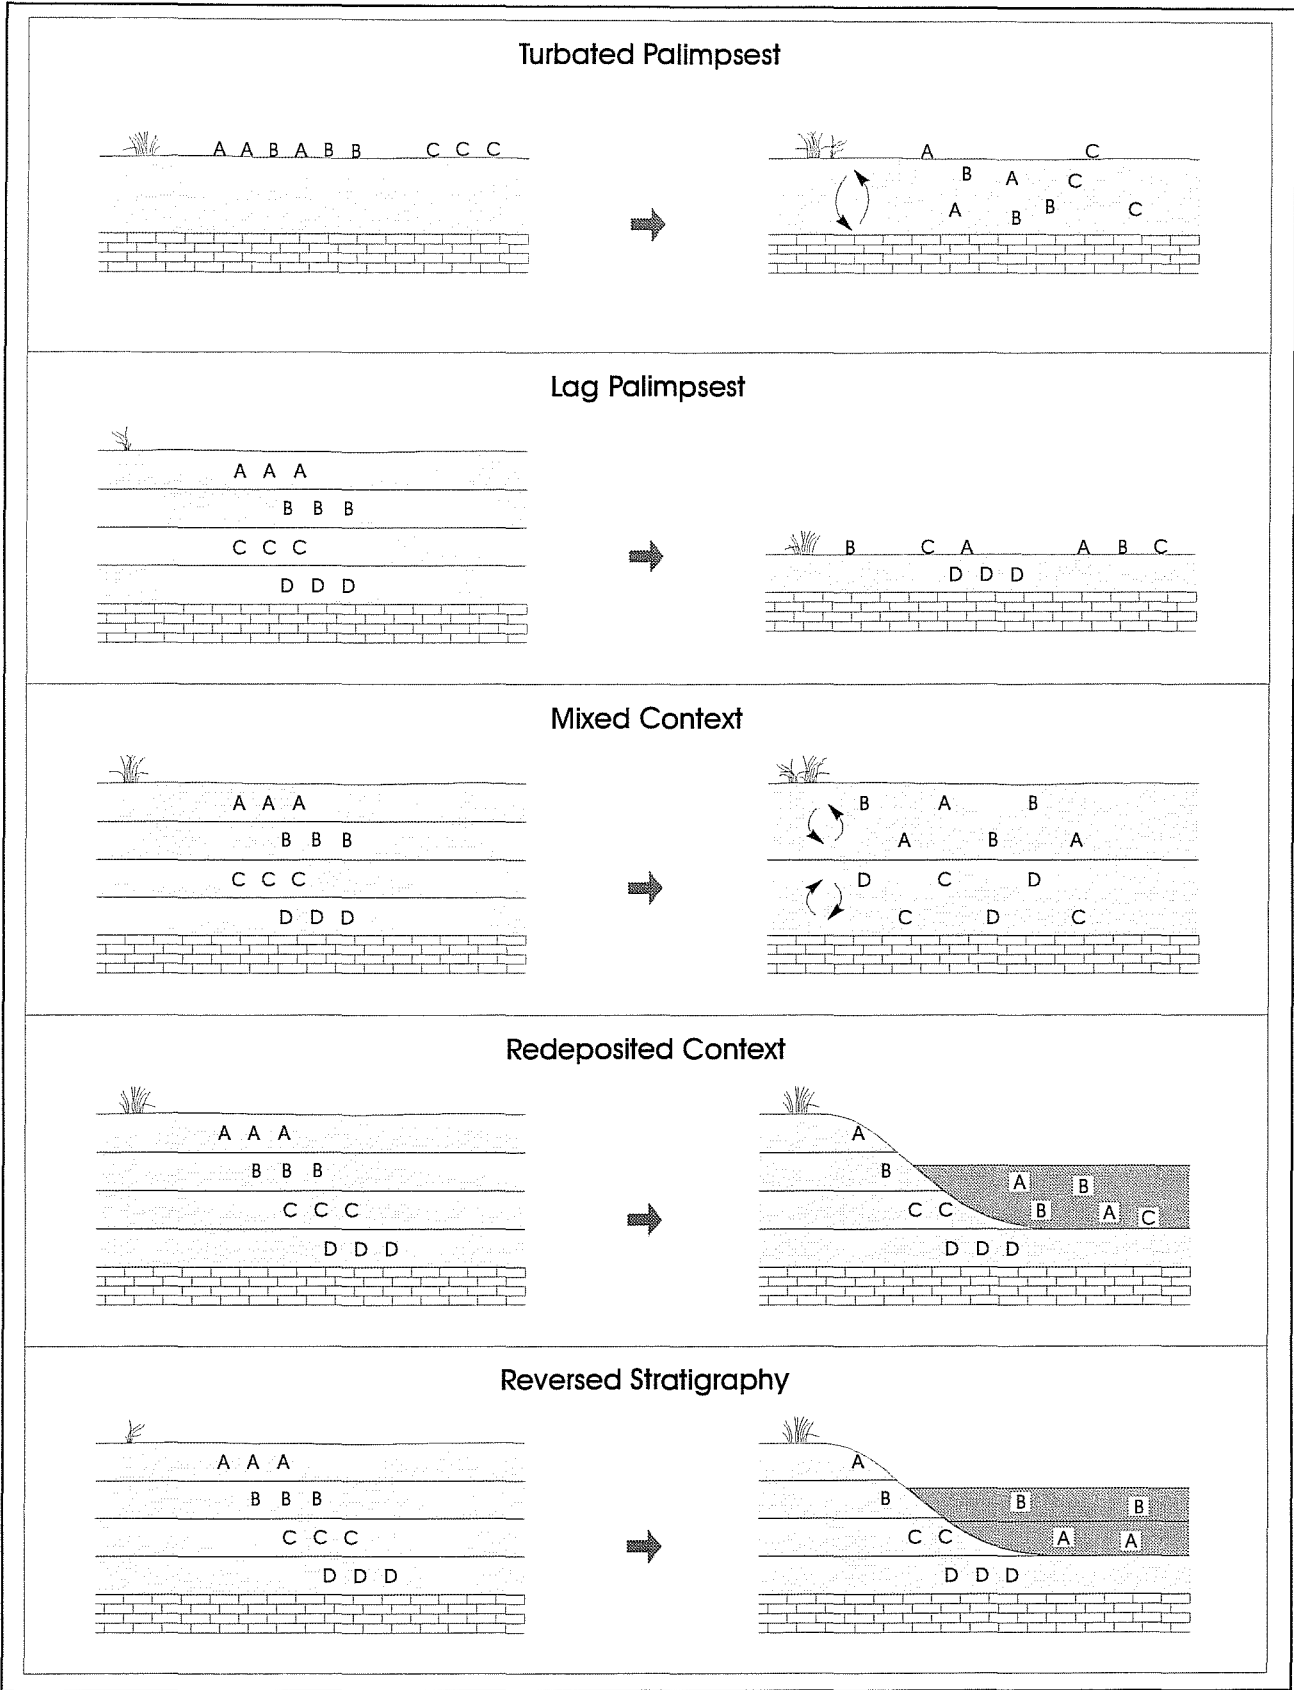 Turbated Palimpsest
A A B A B B C C C
A C
B A C
A B B C
Lag Palimpsest
A A A
B B B
C C C
D D D
B C A A B C
D D D
Mixed Context
A A A
B B B
C C C
D D D
B A B
A B A
D C D
C D C
Redeposited Context
A A A
B B B
C C C
D D D
A
B A B
C C B A C
D D D
Reversed Stratigraphy
A A A
B B B
C C C
D D D
A
B B B
C C A A
D D D